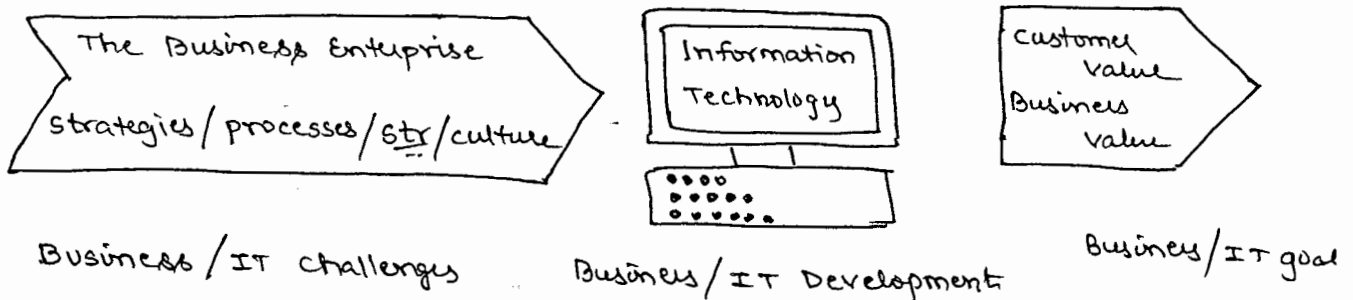 The Business Enterprise
strategies / processes / str / culture
Information
Technology
customer
value
Business
value
Business / IT challenges
Business / IT Development
Business / IT goal